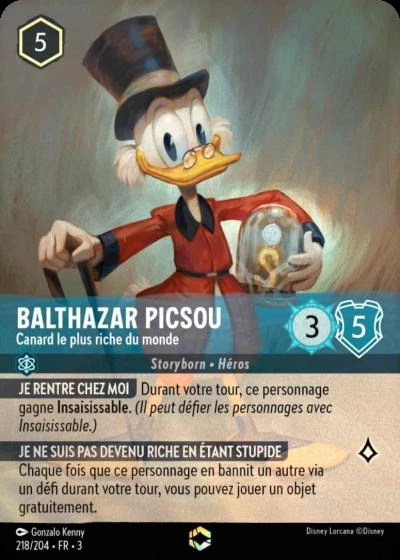 5
BALTHAZAR PICSOU
Canard le plus riche du monde
3
5
Storyborn • Héros
JE RENTRE CHEZ MOI Durant votre tour, ce personnage
gagne Insaisissable. (Il peut défier les personnages avec
Insaisissable.)
JE NE SUIS PAS DEVENU RICHE EN ÉTANT STUPIDE
Chaque fois que ce personnage en bannit un autre via
un défi durant votre tour, vous pouvez jouer un objet
gratuitement.
Gonzalo Kenny
Disney Lorcana ©Disney
218/204 • FR • 3